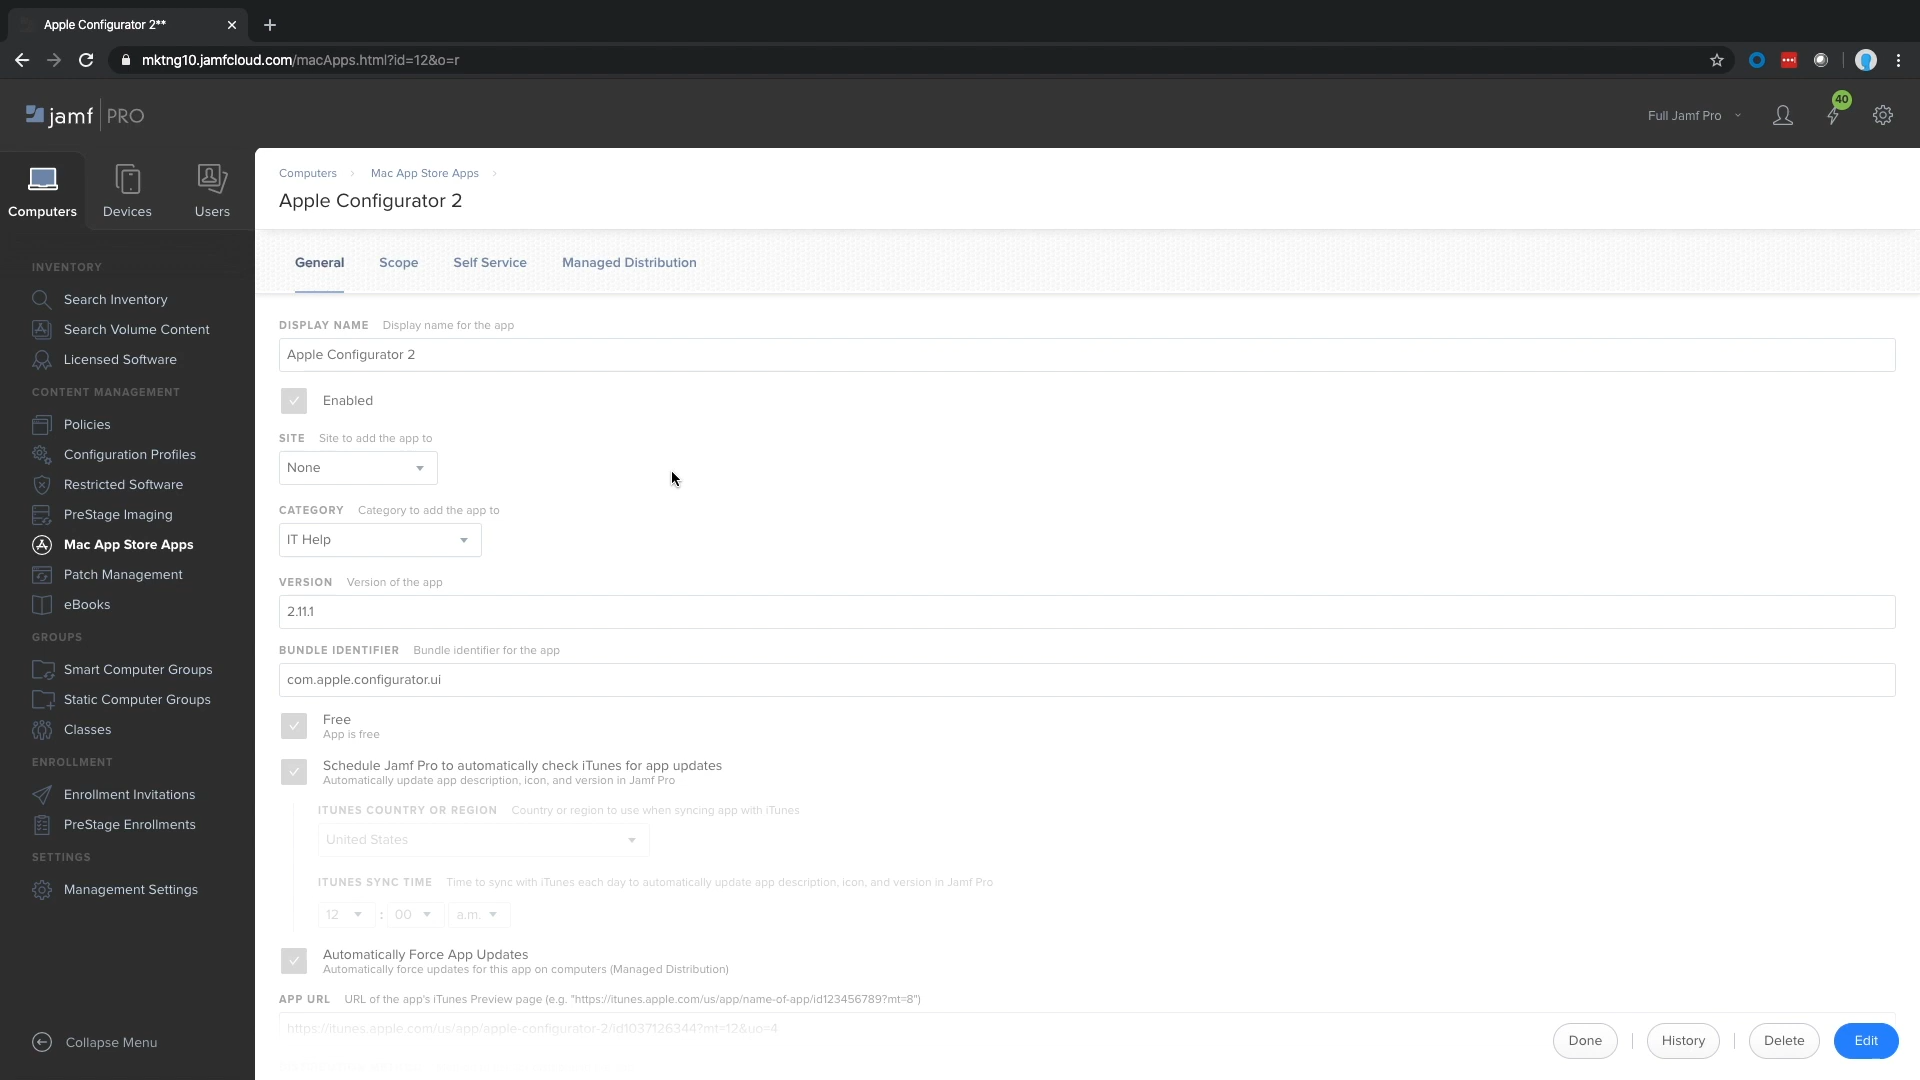 Apple Configurator 2**
mktng10.jamfcloud.com/macApps.html?id=12&o=r
jamf PRO
Full Jamf Pro
40
Computers
Devices
Users
INVENTORY
Search Inventory
Search Volume Content
Licensed Software
CONTENT MANAGEMENT
Policies
Configuration Profiles
Restricted Software
PreStage Imaging
Mac App Store Apps
Patch Management
eBooks
GROUPS
Smart Computer Groups
Static Computer Groups
Classes
ENROLLMENT
Enrollment Invitations
PreStage Enrollments
SETTINGS
Management Settings
Collapse Menu
Computers Mac App Store Apps
Apple Configurator 2
General Scope Self Service Managed Distribution
DISPLAY NAME Display name for the app
Apple Configurator 2
Enabled
SITE Site to add the app to
None
CATEGORY Category to add the app to
IT Help
VERSION Version of the app
2.11.1
BUNDLE IDENTIFIER Bundle identifier for the app
com.apple.configurator.ui
Free
App is free
Schedule Jamf Pro to automatically check iTunes for app updates
Automatically update app description, icon, and version in Jamf Pro
ITUNES COUNTRY OR REGION Country or region to use when syncing app with iTunes
United States
ITUNES SYNC TIME Time to sync with iTunes each day to automatically update app description, icon, and version in Jamf Pro
12 : 00 a.m.
Automatically Force App Updates
Automatically force updates for this app on computers (Managed Distribution)
APP URL URL of the app's iTunes Preview page (e.g. "https://itunes.apple.com/us/app/name-of-app/id123456789?mt=8")
https://itunes.apple.com/us/app/apple-configurator-2/id1037126344?mt=12&uo=4
Done History Delete Edit